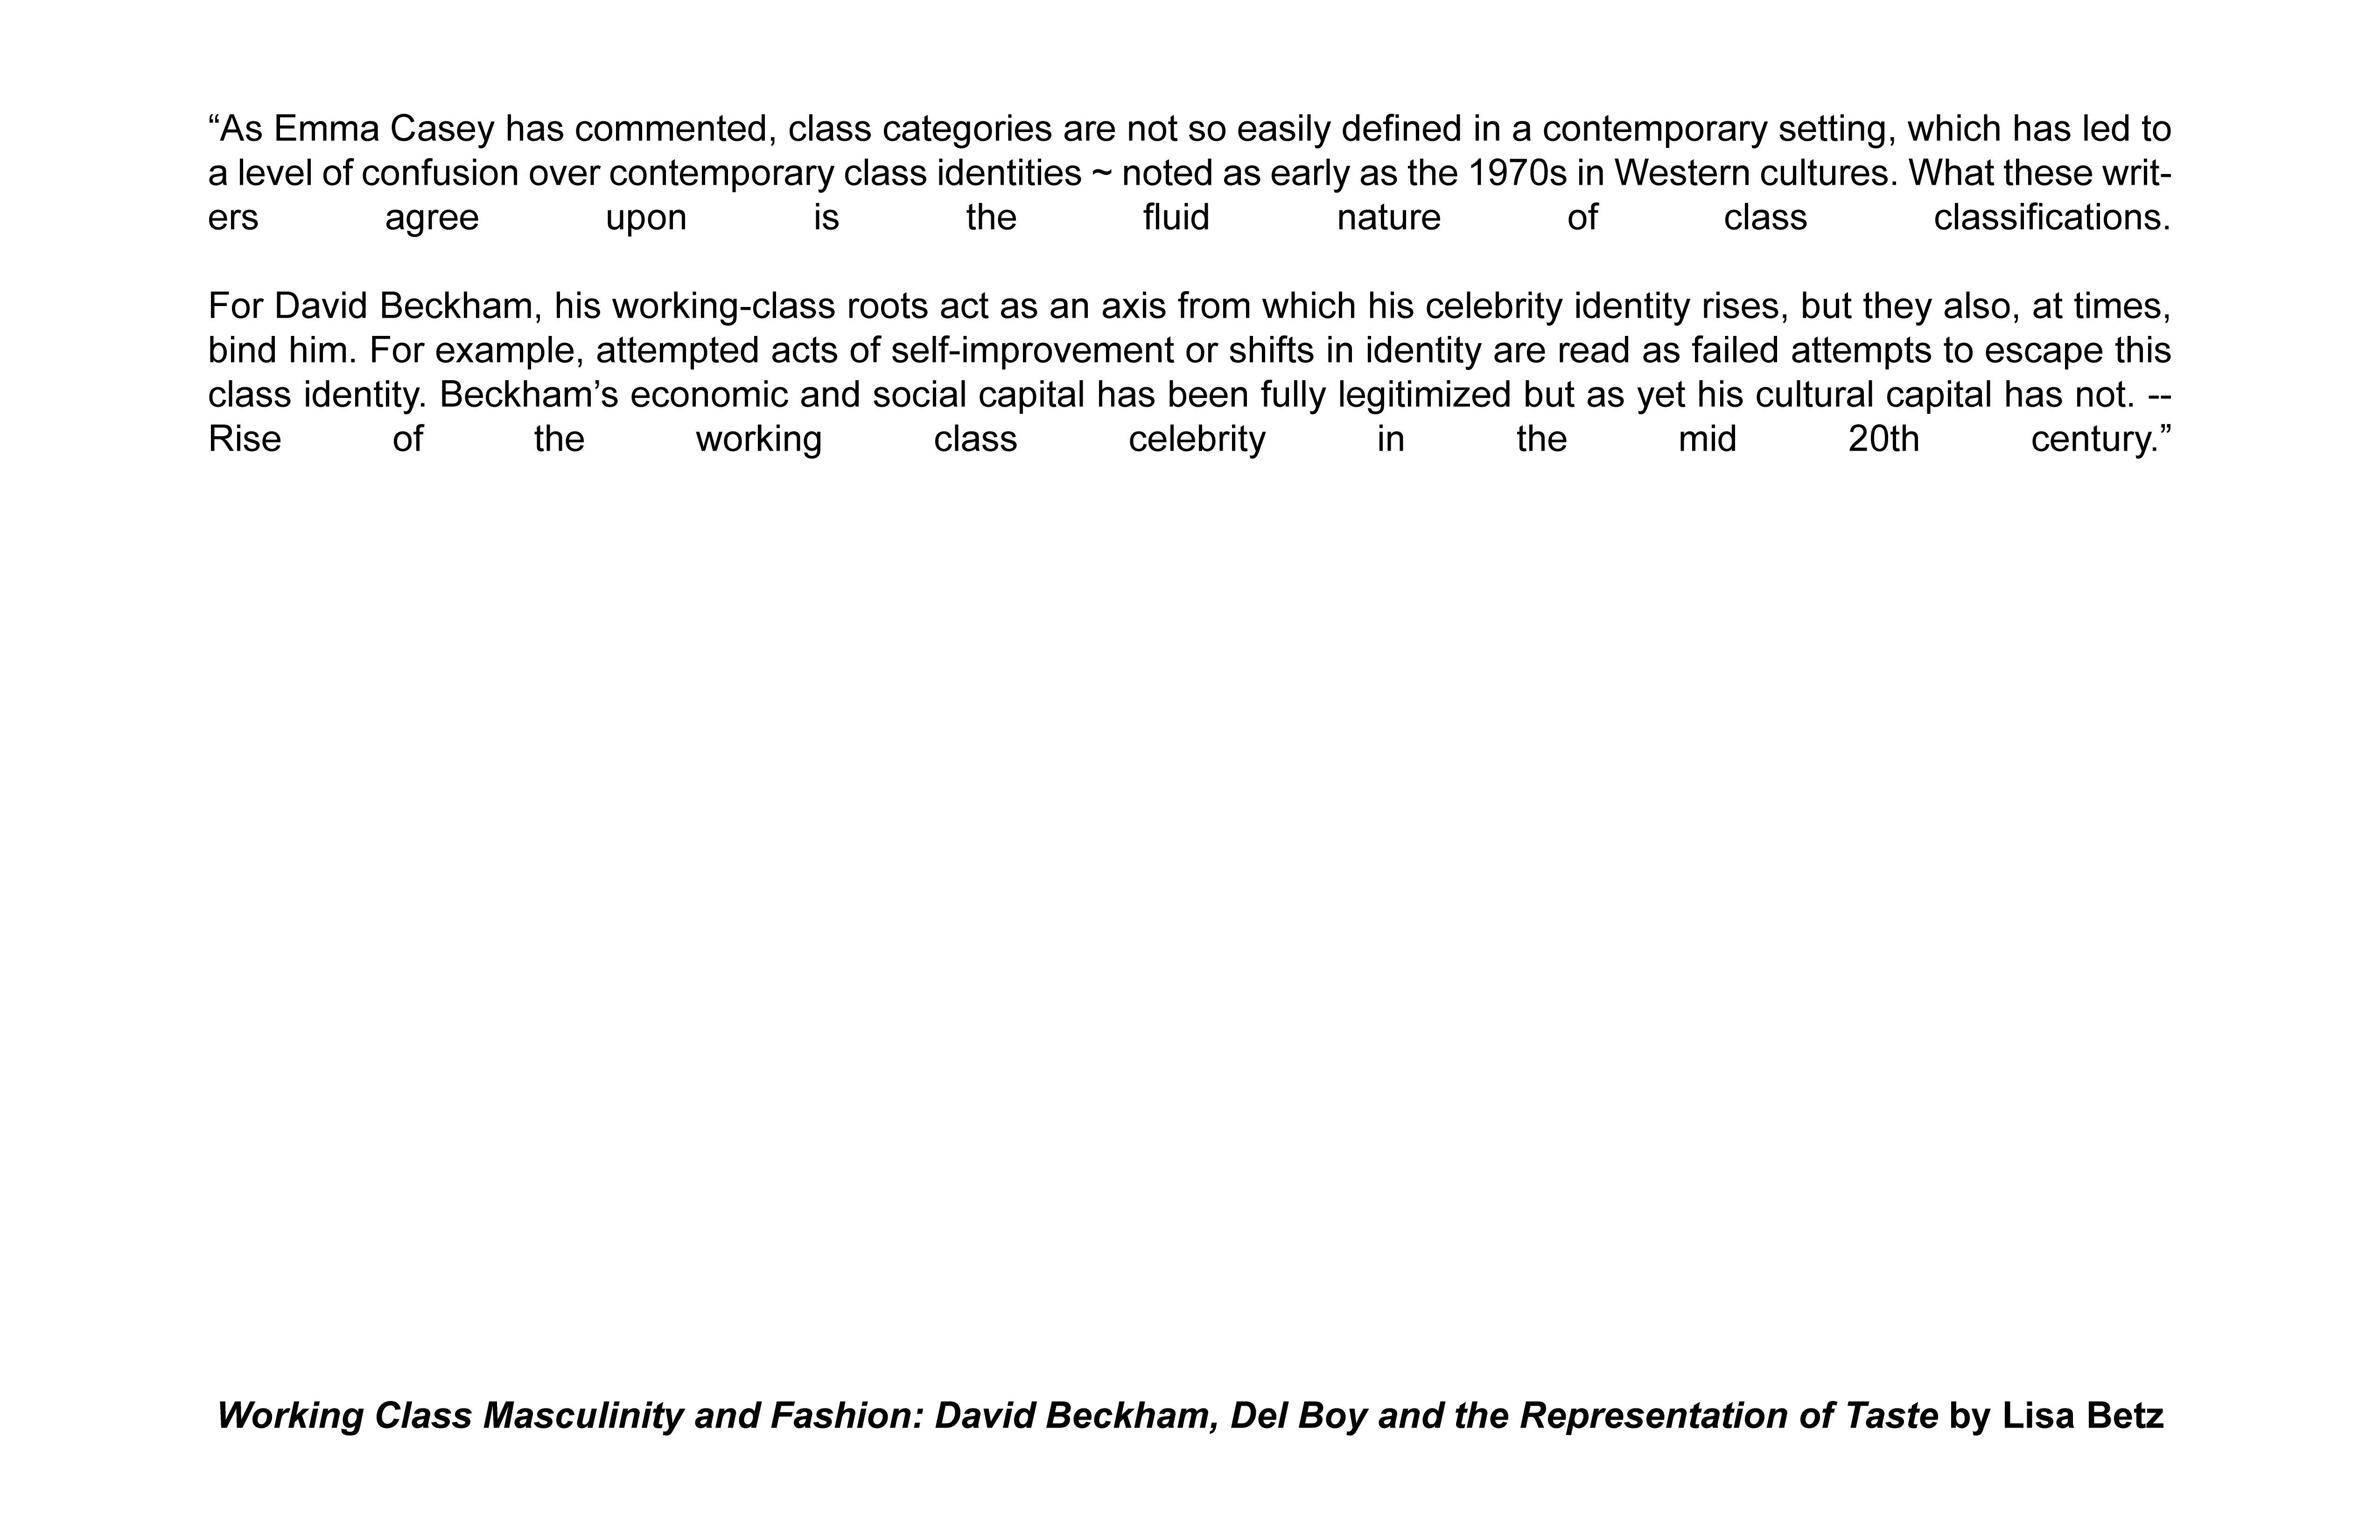 “As Emma Casey has commented, class categories are not so easily defined in a contemporary setting, which has led to
a level of confusion over contemporary class identities ~ noted as early as the 1970s in Western cultures. What these writ-
ers agree upon is the fluid nature of class classifications.
For David Beckham, his working-class roots act as an axis from which his celebrity identity rises, but they also, at times,
bind him. For example, attempted acts of self-improvement or shifts in identity are read as failed attempts to escape this
class identity. Beckham’s economic and social capital has been fully legitimized but as yet his cultural capital has not. --
Rise of the working class celebrity in the mid 20th century.”
Working Class Masculinity and Fashion: David Beckham, Del Boy and the Representation of Taste by Lisa Betz